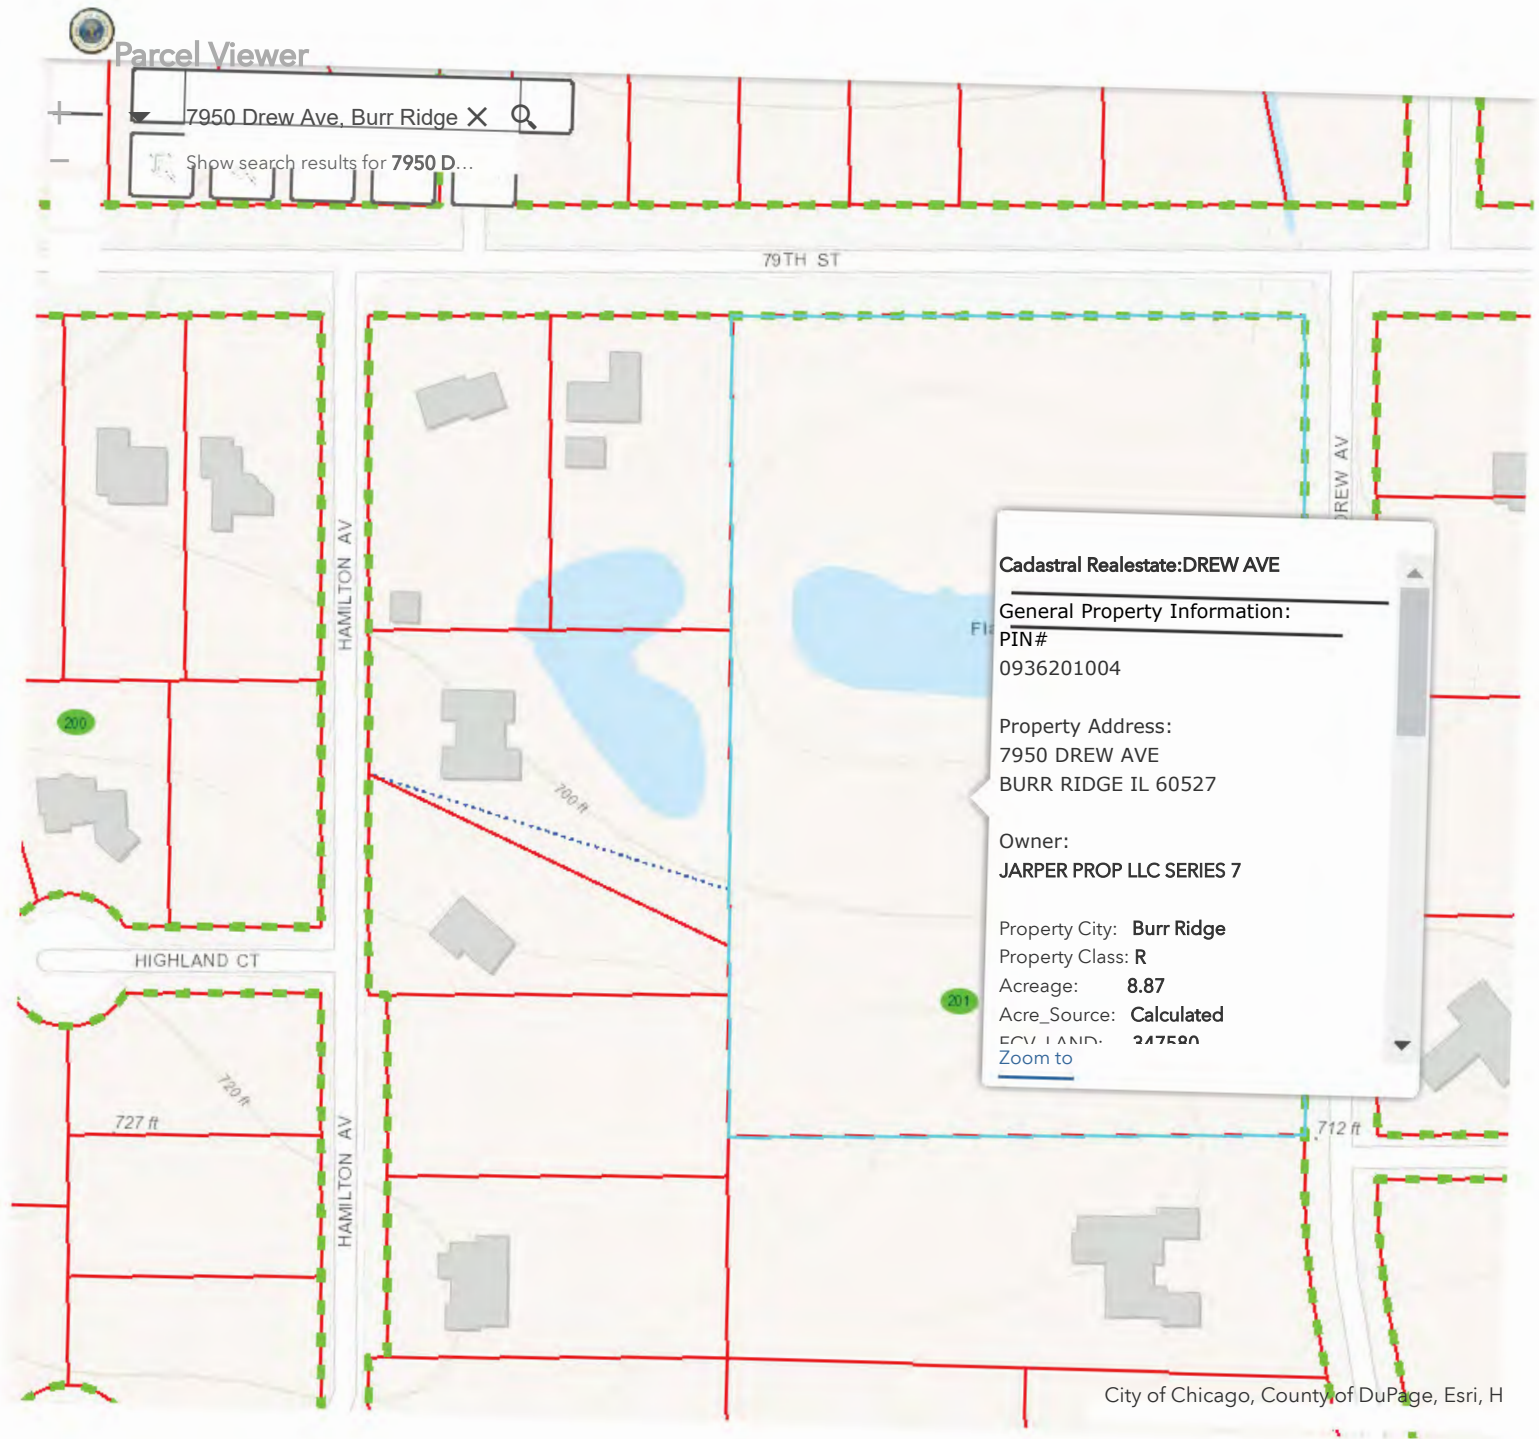 Parcel Viewer
7950 Drew Ave, Burr Ridge
Show search results for 7950 D...
79TH ST
HAMILTON AV
DREW AV
Cadastral Realestate:DREW AVE
General Property Information:
PIN#
0936201004
Property Address:
7950 DREW AVE
BURR RIDGE IL 60527
Owner:
JARPER PROP LLC SERIES 7
Property City: Burr Ridge
Property Class: R
Acreage: 8.87
Acre_Source: Calculated
FCV_LAND: 347580
Zoom to
200
700 ft
HIGHLAND CT
201
720 ft
727 ft
HAMILTON AV
712 ft
City of Chicago, County of DuPage, Esri, H